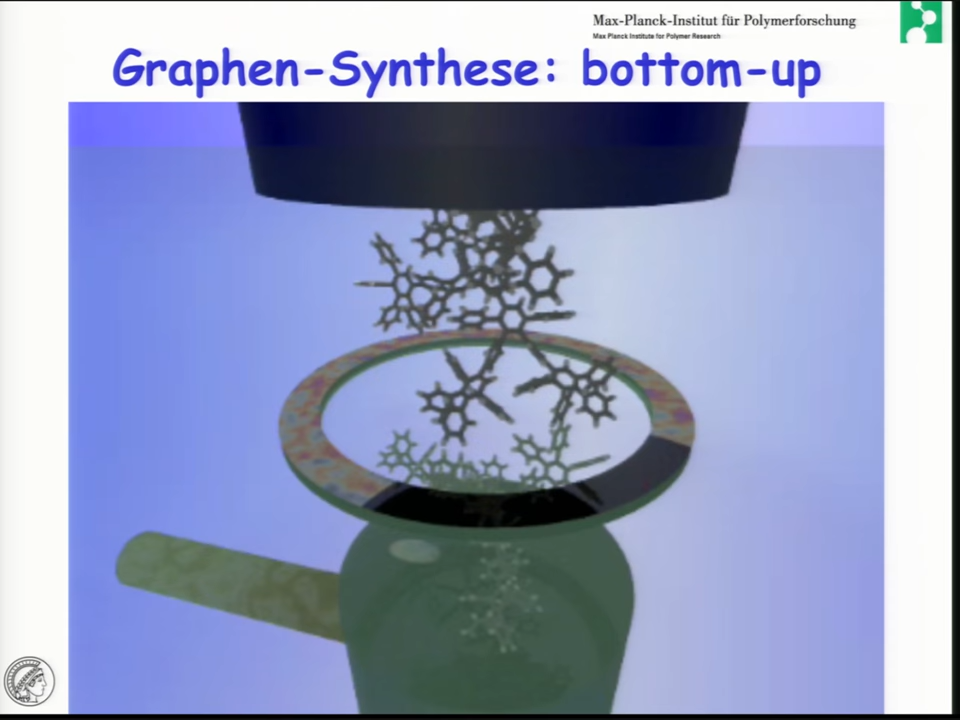 Max-Planck-Institut für Polymerforschung
Max Planck Institute for Polymer Research
Graphen-Synthese: bottom-up